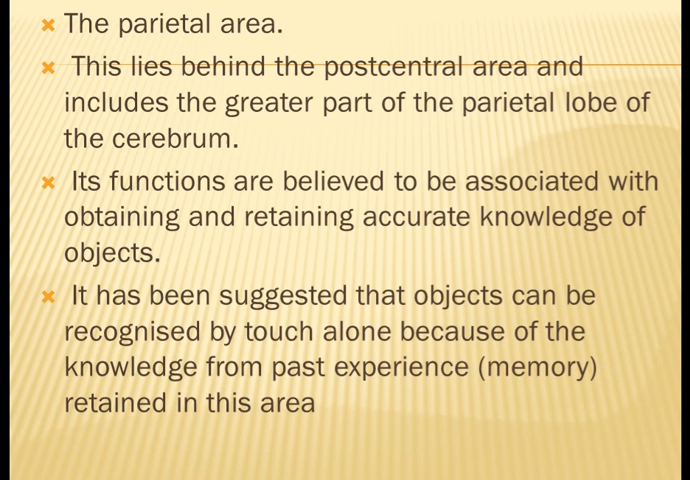 The parietal area.
This lies behind the postcentral area and
includes the greater part of the parietal lobe of
the cerebrum.
Its functions are believed to be associated with
obtaining and retaining accurate knowledge of
objects.
It has been suggested that objects can be
recognised by touch alone because of the
knowledge from past experience (memory)
retained in this area